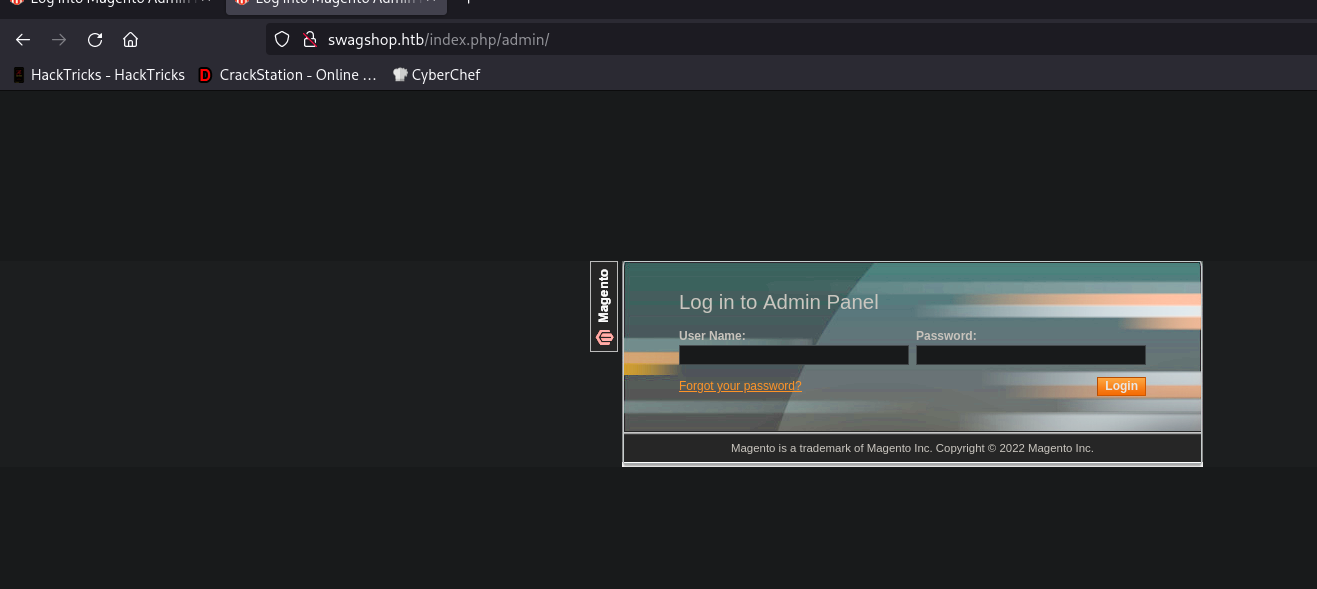 Log into Magento Admin
Log into Magento Admin
swagshop.htb/index.php/admin/
HackTricks - HackTricks
CrackStation - Online ...
CyberChef
Magento
Log in to Admin Panel
User Name:
Password:
Forgot your password?
Login
Magento is a trademark of Magento Inc. Copyright © 2022 Magento Inc.